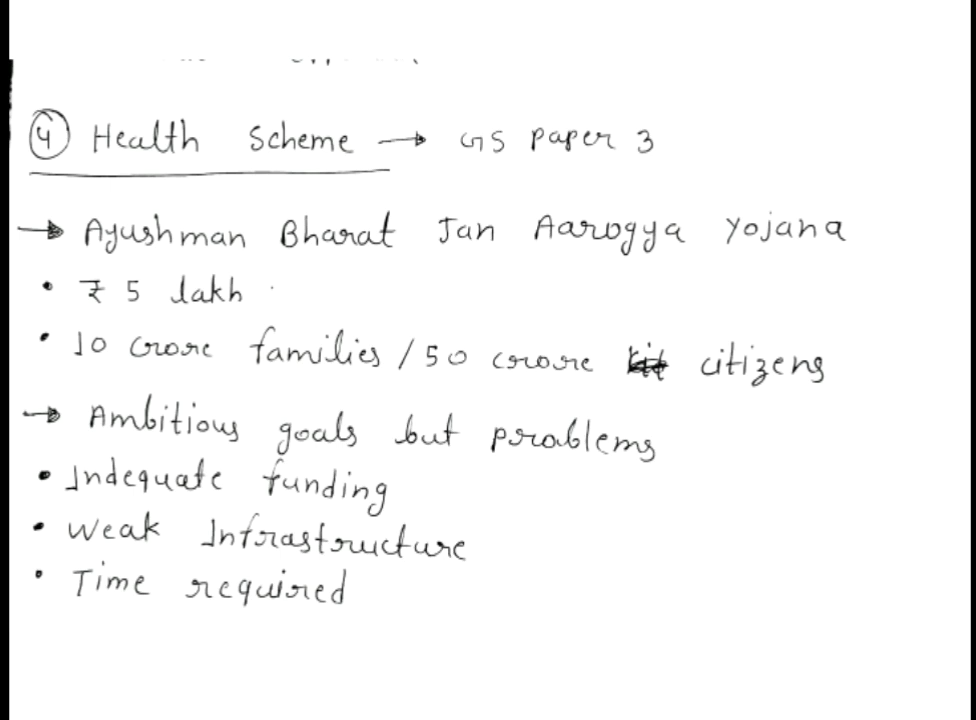 ④ Health Scheme → GS paper 3
→ Ayushman Bharat Jan Aarogya Yojana
• ₹ 5 lakh
• 10 crore families / 50 crore citizens
→ Ambitious goals but problems
• Indequate funding
• Weak Infrastructure
• Time required